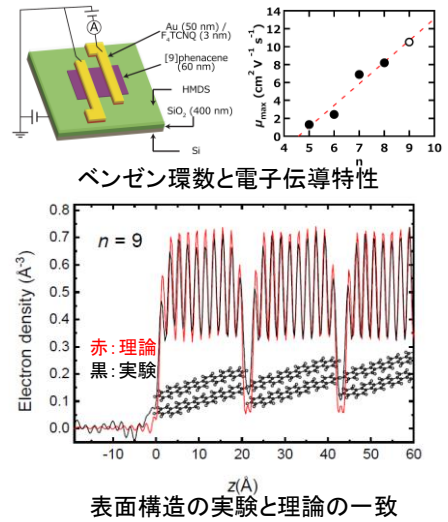 A
Au (50 nm) /
F₄TCNQ (3 nm)
[9]phenacene
(60 nm)
HMDS
SiO₂ (400 nm)
Si
μmax (cm² V⁻¹ s⁻¹)
14
12
10
8
6
4
2
0
4 5 6 7 8 9 10
n
ベンゼン環数と電子伝導特性
Electron density (Å⁻³)
0.8
0.7
0.6
0.5
0.4
0.3
0.2
0.1
0.0
n = 9
赤：理論
黒：実験
-10 0 10 20 30 40 50 60
z(Å)
表面構造の実験と理論の一致